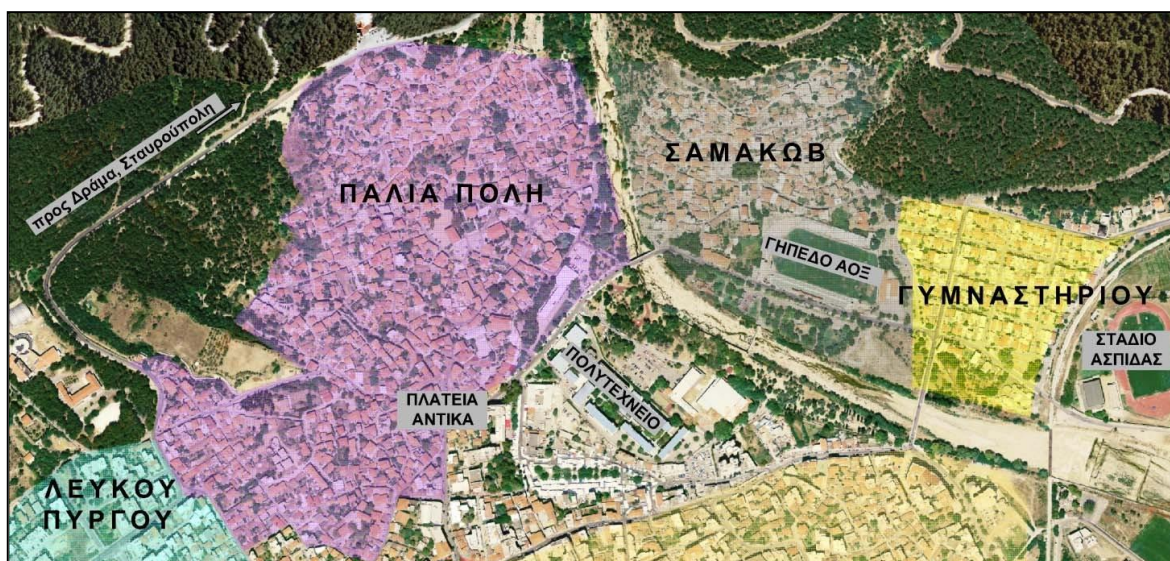 προς Δράμα, Σταυρούπολη
ΠΑΛΙΑ ΠΟΛΗ
ΣΑΜΑΚΩΒ
ΓΗΠΕΔΟ ΑΟΞ
ΓΥΜΝΑΣΤΗΡΙΟΥ
ΣΤΑΔΙΟ
ΑΣΠΙΔΑΣ
ΠΟΛΥΤΕΧΝΕΙΟ
ΠΛΑΤΕΙΑ
ΑΝΤΙΚΑ
ΛΕΥΚΟΥ
ΠΥΡΓΟΥ